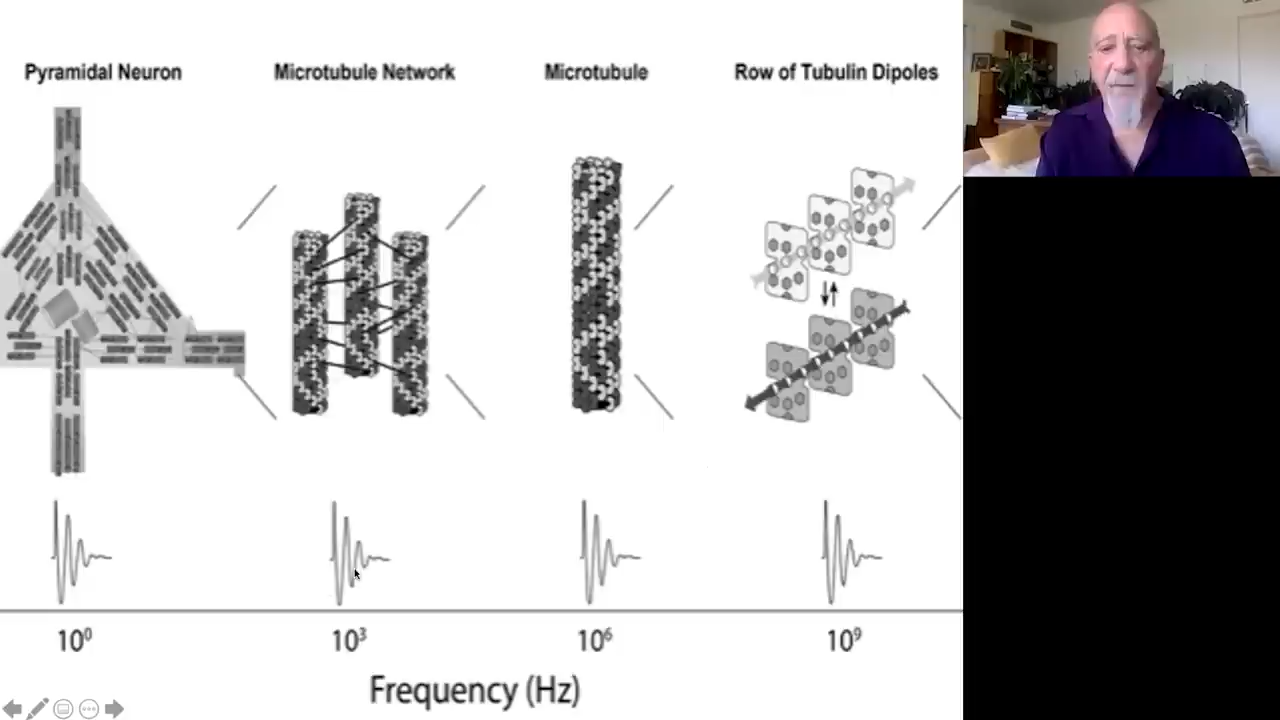 Pyramidal Neuron
Microtubule Network
Microtubule
Row of Tubulin Dipoles
10⁰
10³
10⁶
10⁹
Frequency (Hz)